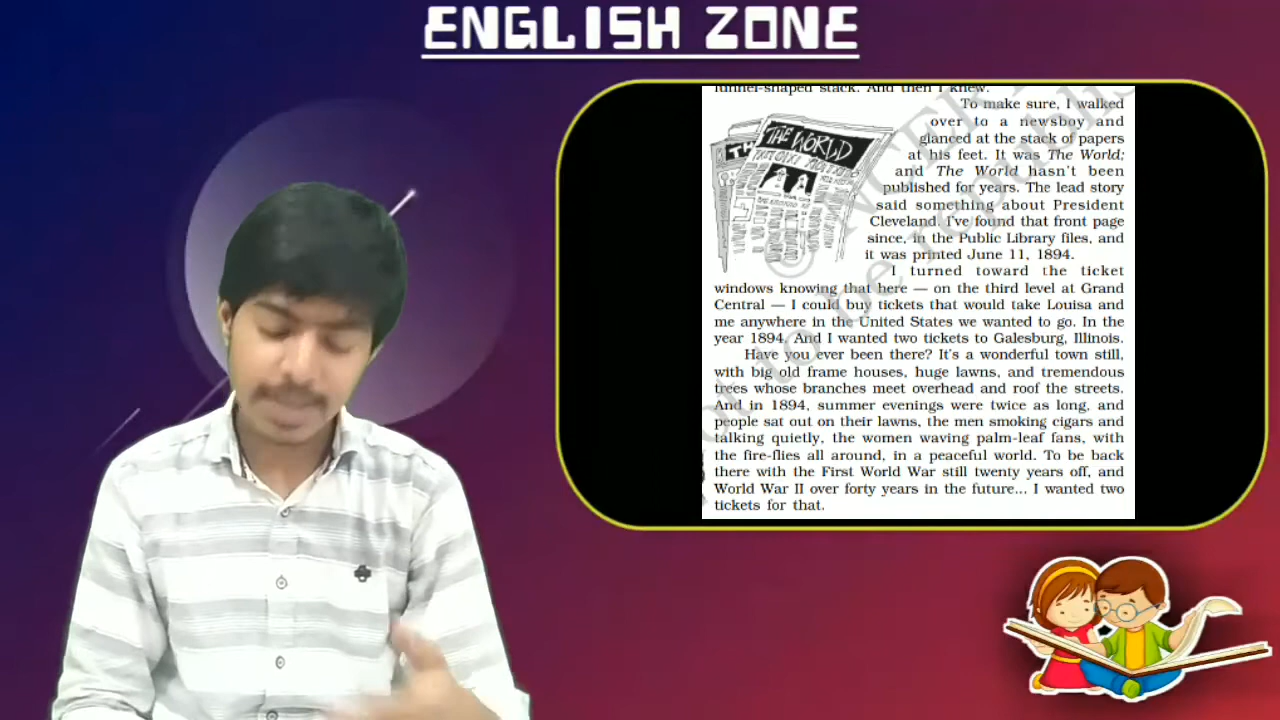 ENGLISH ZONE
funnel-shaped stack. And then I knew.
To make sure, I walked
over to a newsboy and
glanced at the stack of papers
at his feet. It was The World;
and The World hasn't been
published for years. The lead story
said something about President
Cleveland. I've found that front page
since, in the Public Library files, and
it was printed June 11, 1894.
THE WORLD
TH
I turned toward the ticket
windows knowing that here — on the third level at Grand
Central — I could buy tickets that would take Louisa and
me anywhere in the United States we wanted to go. In the
year 1894. And I wanted two tickets to Galesburg, Illinois.
Have you ever been there? It's a wonderful town still,
with big old frame houses, huge lawns, and tremendous
trees whose branches meet overhead and roof the streets.
And in 1894, summer evenings were twice as long, and
people sat out on their lawns, the men smoking cigars and
talking quietly, the women waving palm-leaf fans, with
the fire-flies all around, in a peaceful world. To be back
there with the First World War still twenty years off, and
World War II over forty years in the future... I wanted two
tickets for that.
not to be republis